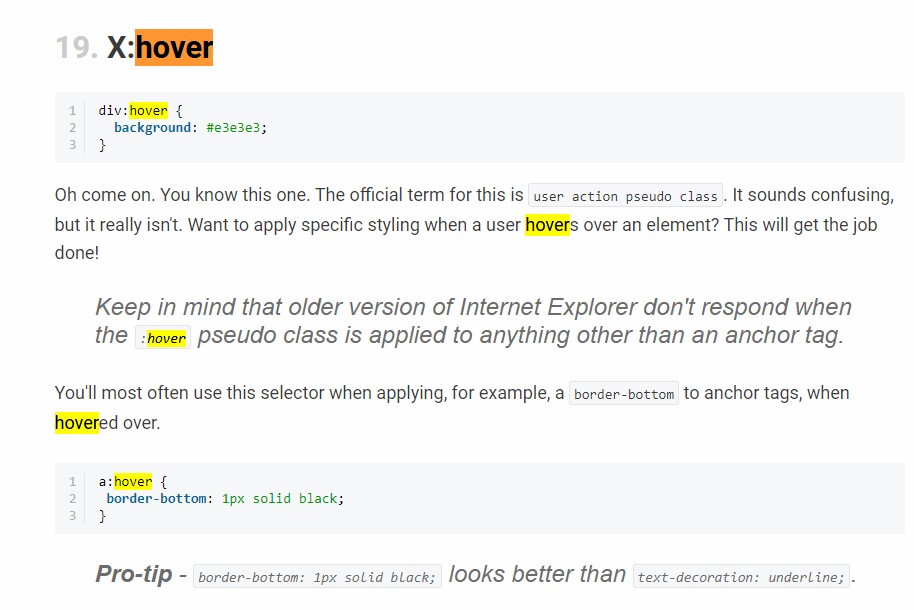 19. X:hover
1 div:hover {
2 background: #e3e3e3;
3 }
Oh come on. You know this one. The official term for this is user action pseudo class. It sounds confusing,
but it really isn't. Want to apply specific styling when a user hovers over an element? This will get the job
done!
Keep in mind that older version of Internet Explorer don't respond when
the :hover pseudo class is applied to anything other than an anchor tag.
You'll most often use this selector when applying, for example, a border-bottom to anchor tags, when
hovered over.
1 a:hover {
2 border-bottom: 1px solid black;
3 }
Pro-tip - border-bottom: 1px solid black; looks better than text-decoration: underline;.